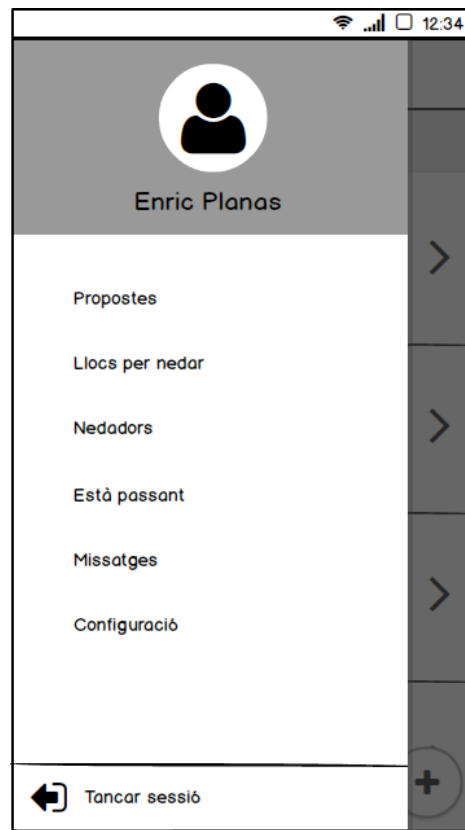 12:34
Enric Planas
Propostes
Llocs per nedar
Nedadors
Està passant
Missatges
Configuració
Tancar sessió